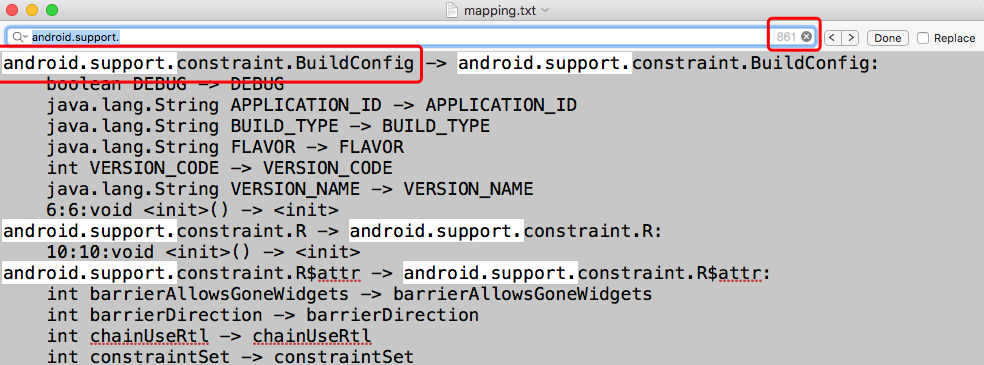 mapping.txt
android.support. 861 < > Done Replace
android.support.constraint.BuildConfig -> android.support.constraint.BuildConfig:
boolean DEBUG -> DEBUG
java.lang.String APPLICATION_ID -> APPLICATION_ID
java.lang.String BUILD_TYPE -> BUILD_TYPE
java.lang.String FLAVOR -> FLAVOR
int VERSION_CODE -> VERSION_CODE
java.lang.String VERSION_NAME -> VERSION_NAME
6:6:void <init>() -> <init>
android.support.constraint.R -> android.support.constraint.R:
10:10:void <init>() -> <init>
android.support.constraint.R$attr -> android.support.constraint.R$attr:
int barrierAllowsGoneWidgets -> barrierAllowsGoneWidgets
int barrierDirection -> barrierDirection
int chainUseRtl -> chainUseRtl
int constraintSet -> constraintSet